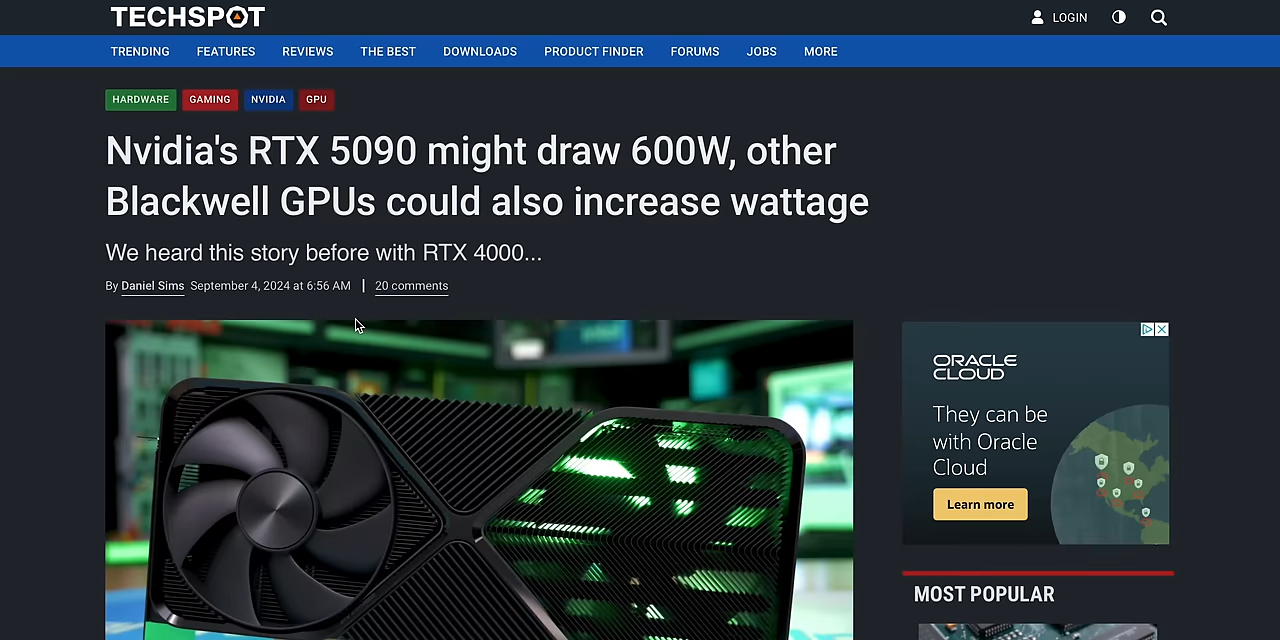 TECHSPOT
LOGIN
TRENDING FEATURES REVIEWS THE BEST DOWNLOADS PRODUCT FINDER FORUMS JOBS MORE
HARDWARE GAMING NVIDIA GPU
Nvidia's RTX 5090 might draw 600W, other
Blackwell GPUs could also increase wattage
We heard this story before with RTX 4000...
By Daniel Sims September 4, 2024 at 6:56 AM | 20 comments
ORACLE
CLOUD
They can be
with Oracle
Cloud
Learn more
MOST POPULAR